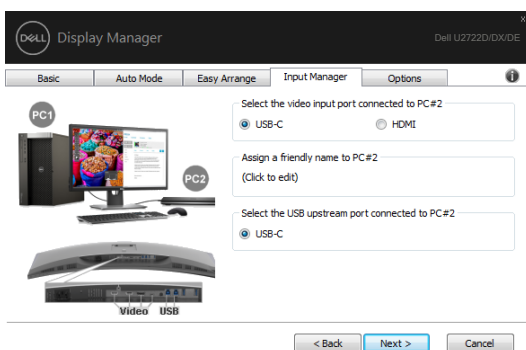 DELL Display Manager
Dell U2722D/DX/DE
x
Basic Auto Mode Easy Arrange Input Manager Options i
PC1
PC2
Video USB
Select the video input port connected to PC#2
USB-C HDMI
Assign a friendly name to PC#2
(Click to edit)
Select the USB upstream port connected to PC#2
USB-C
< Back Next > Cancel